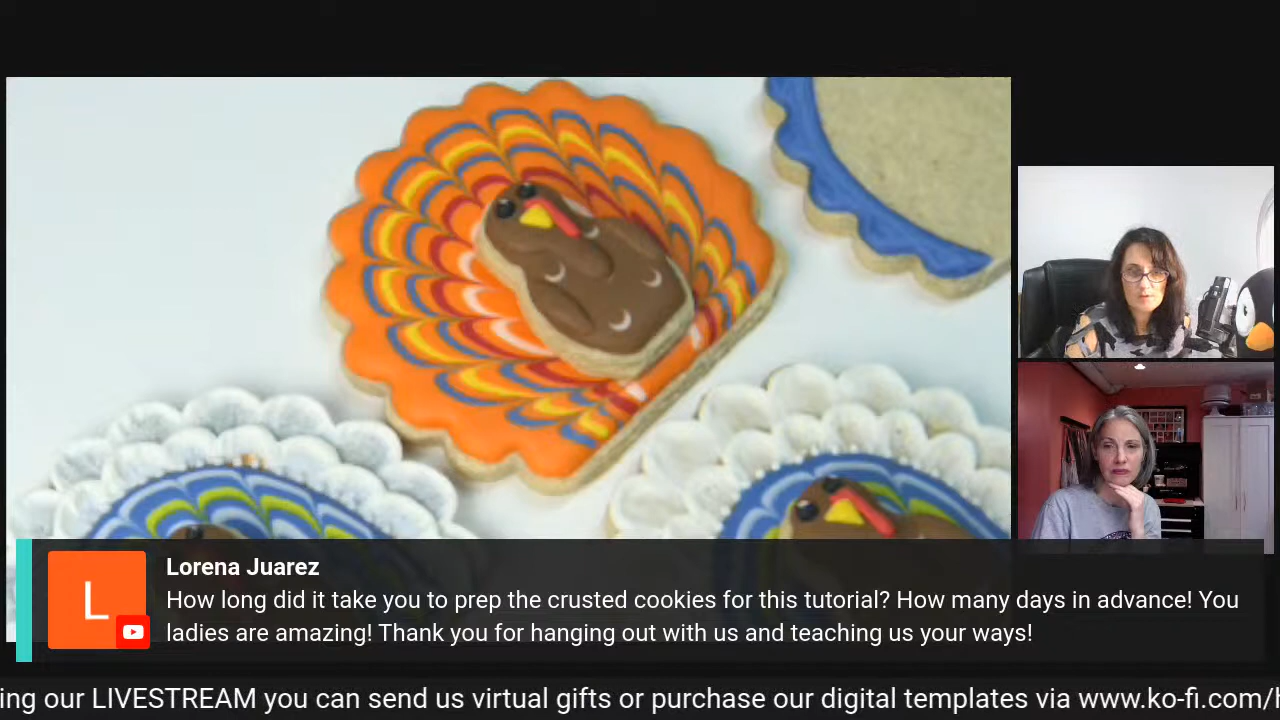 L
Lorena Juarez
How long did it take you to prep the crusted cookies for this tutorial? How many days in advance! You
ladies are amazing! Thank you for hanging out with us and teaching us your ways!
ing our LIVESTREAM you can send us virtual gifts or purchase our digital templates via www.ko-fi.com/h